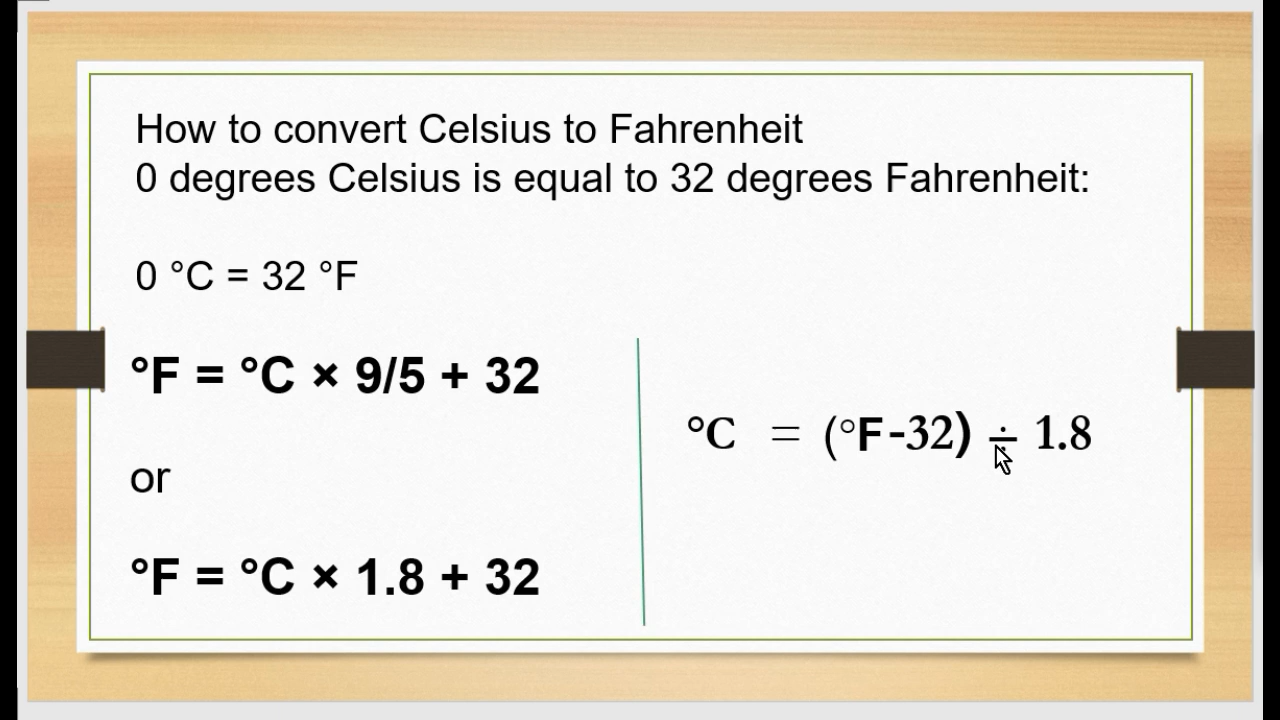 How to convert Celsius to Fahrenheit
0 degrees Celsius is equal to 32 degrees Fahrenheit:
0 °C = 32 °F
°F = °C × 9/5 + 32
or
°F = °C × 1.8 + 32
°C = (°F-32) ÷ 1.8